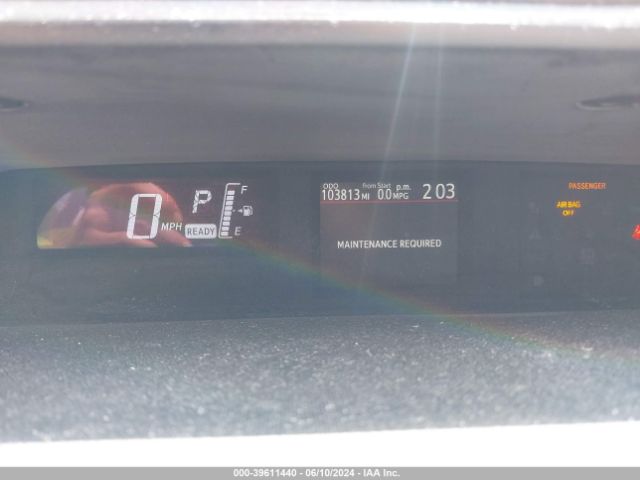 0 MPH
P
READY
F
E
ODO
103813 MI
from Start
0.0 MPG
p.m.
2 03
MAINTENANCE REQUIRED
PASSENGER
AIR BAG
OFF
000-39611440 - 06/10/2024 - IAA Inc.